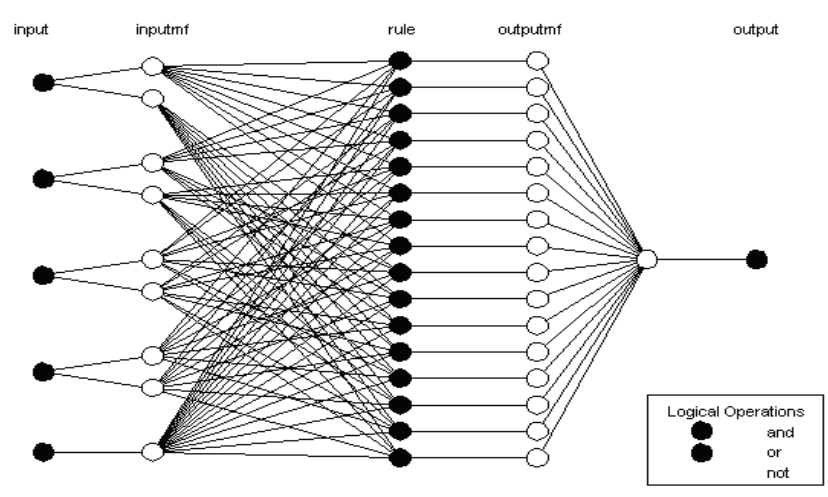 input inputmf rule outputmf output
Logical Operations
and
or
not